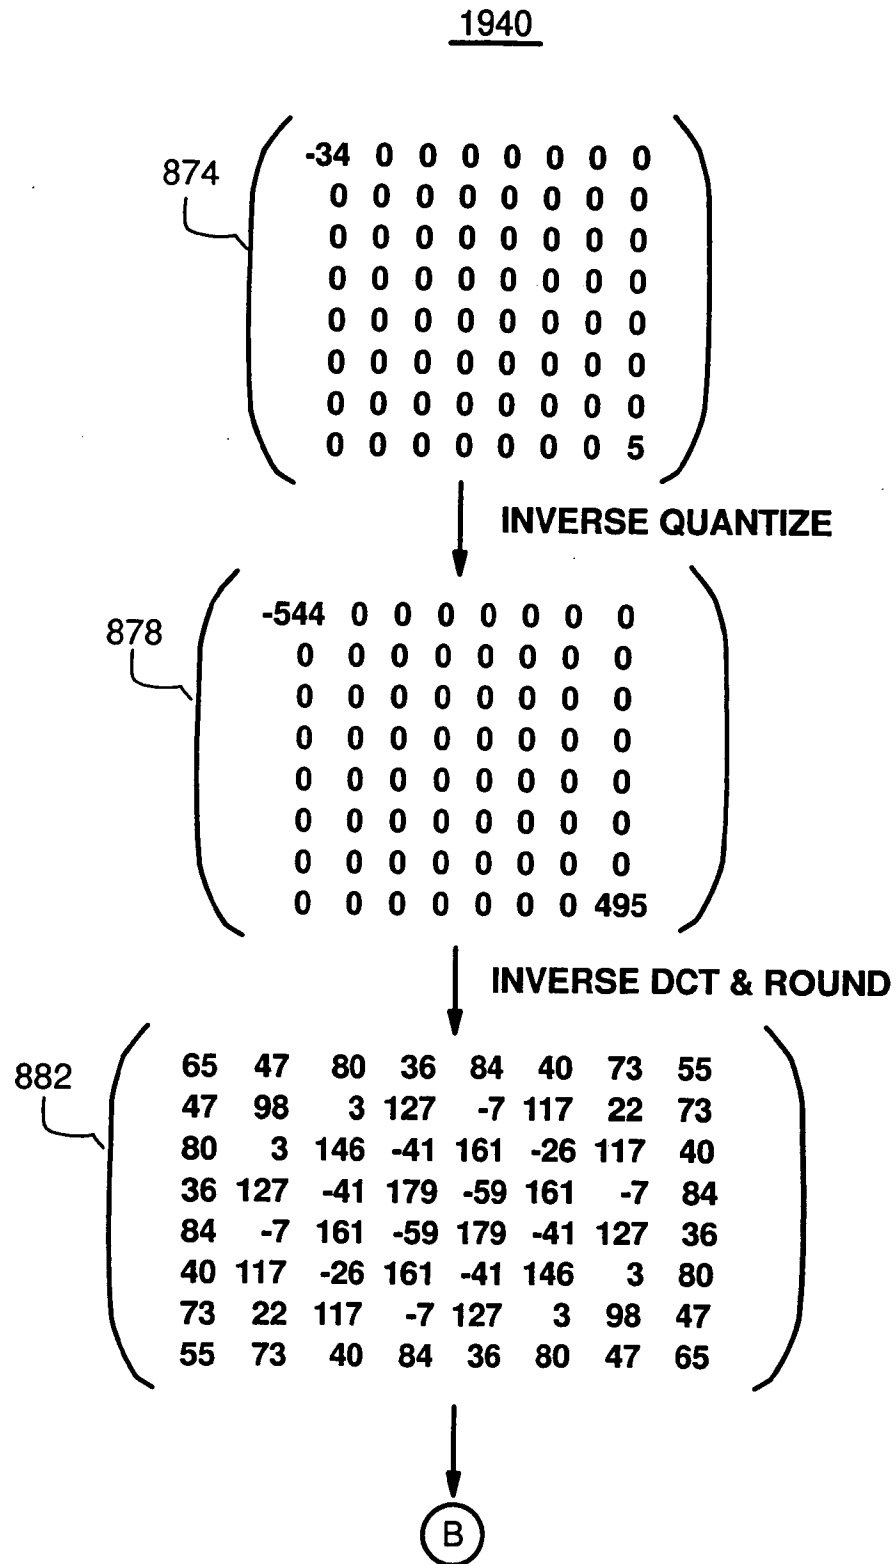 1940
874
-34 0 0 0 0 0 0 0
0 0 0 0 0 0 0 0
0 0 0 0 0 0 0 0
0 0 0 0 0 0 0 0
0 0 0 0 0 0 0 0
0 0 0 0 0 0 0 0
0 0 0 0 0 0 0 0
0 0 0 0 0 0 0 5
INVERSE QUANTIZE
878
-544 0 0 0 0 0 0 0
0 0 0 0 0 0 0 0
0 0 0 0 0 0 0 0
0 0 0 0 0 0 0 0
0 0 0 0 0 0 0 0
0 0 0 0 0 0 0 0
0 0 0 0 0 0 0 0
0 0 0 0 0 0 0 495
INVERSE DCT & ROUND
882
65 47 80 36 84 40 73 55
47 98 3 127 -7 117 22 73
80 3 146 -41 161 -26 117 40
36 127 -41 179 -59 161 -7 84
84 -7 161 -59 179 -41 127 36
40 117 -26 161 -41 146 3 80
73 22 117 -7 127 3 98 47
55 73 40 84 36 80 47 65
B